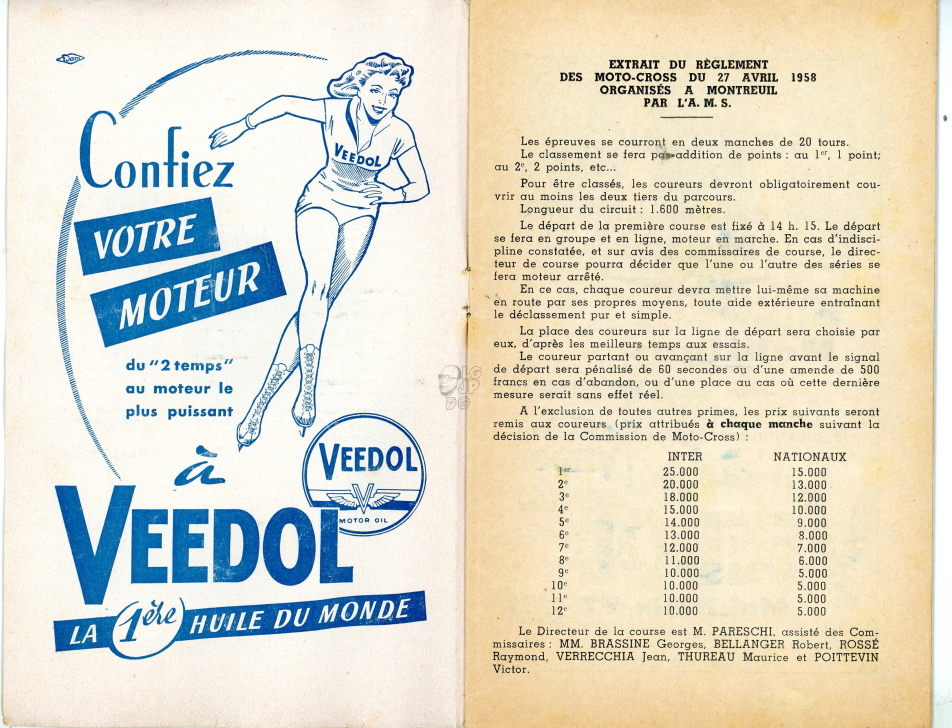 Confiez
VOTRE
MOTEUR
du "2 temps"
au moteur le
plus puissant
à
VEEDOL
LA 1ère HUILE DU MONDE
VEEDOL
VEEDOL
MOTOR OIL
EXTRAIT DU RÈGLEMENT
DES MOTO-CROSS DU 27 AVRIL 1958
ORGANISÉS A MONTREUIL
PAR L'A. M. S.
Les épreuves se courront en deux manches de 20 tours.
Le classement se fera par addition de points : au 1er, 1 point;
au 2e, 2 points, etc...
Pour être classés, les coureurs devront obligatoirement cou-
vrir au moins les deux tiers du parcours.
Longueur du circuit : 1.600 mètres.
Le départ de la première course est fixé à 14 h. 15. Le départ
se fera en groupe et en ligne, moteur en marche. En cas d'indisci-
pline constatée, et sur avis des commissaires de course, le direc-
teur de course pourra décider que l'une ou l'autre des séries se
fera moteur arrêté.
En ce cas, chaque coureur devra mettre lui-même sa machine
en route par ses propres moyens, toute aide extérieure entraînant
le déclassement pur et simple.
La place des coureurs sur la ligne de départ sera choisie par
eux, d'après les meilleurs temps aux essais.
Le coureur partant ou avançant sur la ligne avant le signal
de départ sera pénalisé de 60 secondes ou d'une amende de 500
francs en cas d'abandon, ou d'une place au cas où cette dernière
mesure serait sans effet réel.
A l'exclusion de toutes autres primes, les prix suivants seront
remis aux coureurs (prix attribués à chaque manche suivant la
décision de la Commission de Moto-Cross) :
INTER NATIONAUX
1er 25.000 15.000
2e 20.000 13.000
3e 18.000 12.000
4e 15.000 10.000
5e 14.000 9.000
6e 13.000 8.000
7e 12.000 7.000
8e 11.000 6.000
9e 10.000 5.000
10e 10.000 5.000
11e 10.000 5.000
12e 10.000 5.000
Le Directeur de la course est M. PARESCHI, assisté des Com-
missaires : MM. BRASSINE Georges, BELLANGER Robert, ROSSÉ
Raymond, VERRECCHIA Jean, THUREAU Maurice et POITTEVIN
Victor.